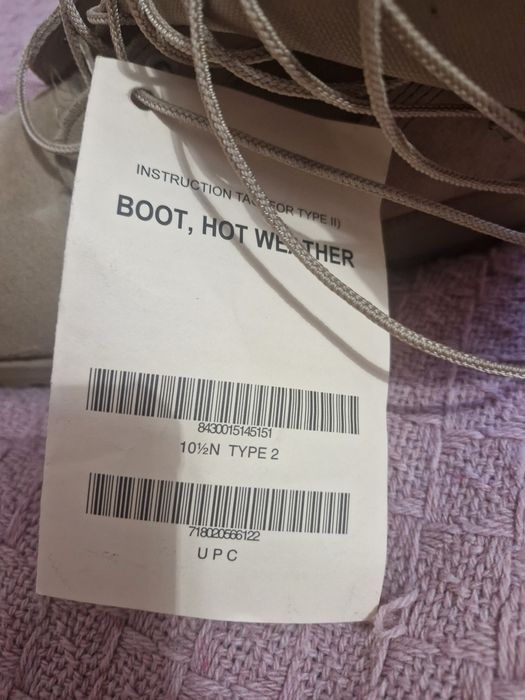 INSTRUCTION TAG (FOR TYPE II)
BOOT, HOT WEATHER
8430015145151
10½N TYPE 2
718020566122
UPC